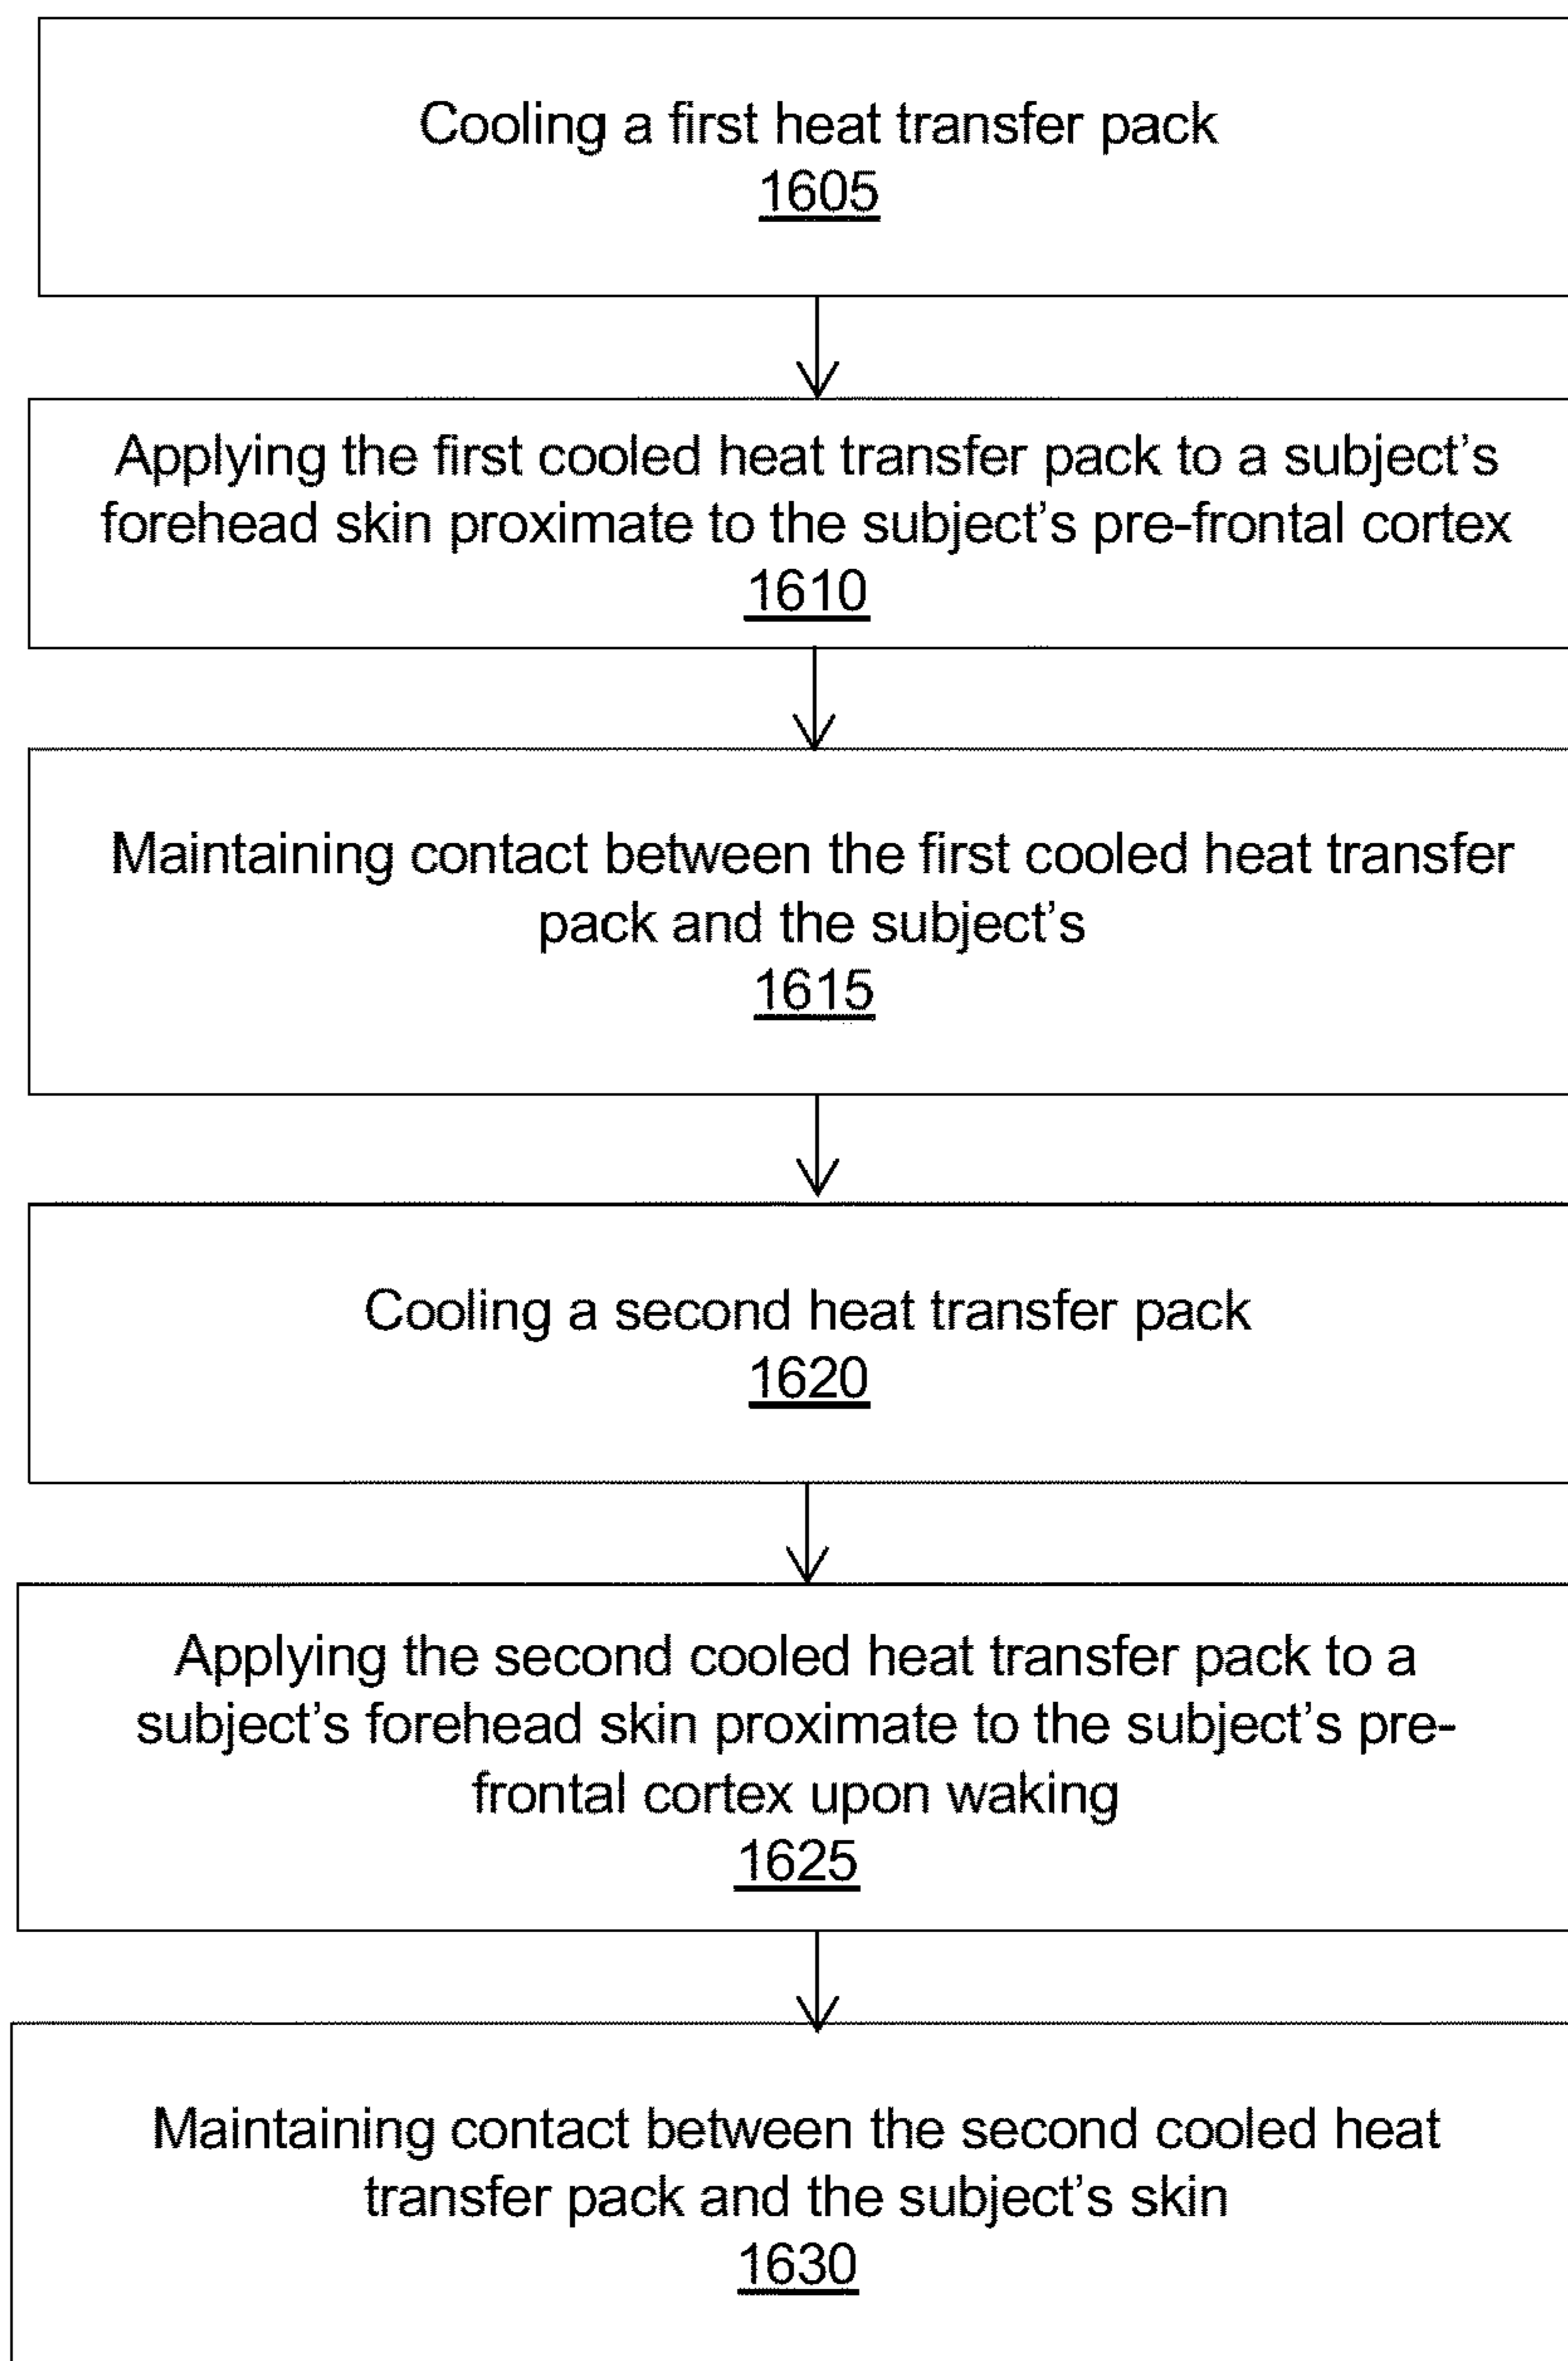 Cooling a first heat transfer pack
1605
Applying the first cooled heat transfer pack to a subject's
forehead skin proximate to the subject's pre-frontal cortex
1610
Maintaining contact between the first cooled heat transfer
pack and the subject's
1615
Cooling a second heat transfer pack
1620
Applying the second cooled heat transfer pack to a
subject's forehead skin proximate to the subject's pre-
frontal cortex upon waking
1625
Maintaining contact between the second cooled heat
transfer pack and the subject's skin
1630